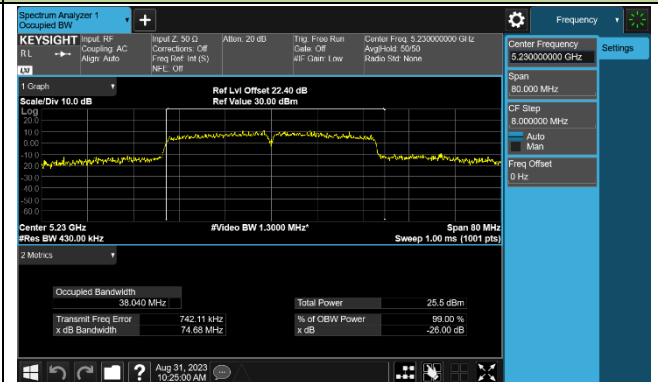 Spectrum Analyzer 1
Occupied BW
Frequency
KEYSIGHT
RL
LXI
Input: RF
Coupling: AC
Align: Auto
Input Z: 50 Ω
Corrections: Off
Freq Ref: Int (S)
NFE: Off
Atten: 20 dB
Trig: Free Run
Gate: Off
#IF Gain: Low
Center Freq: 5.230000000 GHz
Avg|Hold: 50/50
Radio Std: None
Center Frequency
5.230000000 GHz
Settings
Span
80.000 MHz
CF Step
8.000000 MHz
Auto
Man
Freq Offset
0 Hz
1 Graph
Scale/Div 10.0 dB
Ref Lvl Offset 22.40 dB
Ref Value 30.00 dBm
Log
20.0
10.0
0.00
-10.0
-20.0
-30.0
-40.0
-50.0
-60.0
Center 5.23 GHz
#Res BW 430.00 kHz
#Video BW 1.3000 MHz*
Span 80 MHz
Sweep 1.00 ms (1001 pts)
2 Metrics
Occupied Bandwidth
38.040 MHz
Total Power
25.5 dBm
Transmit Freq Error
742.11 kHz
% of OBW Power
99.00 %
x dB Bandwidth
74.68 MHz
x dB
-26.00 dB
Aug 31, 2023
10:25:00 AM